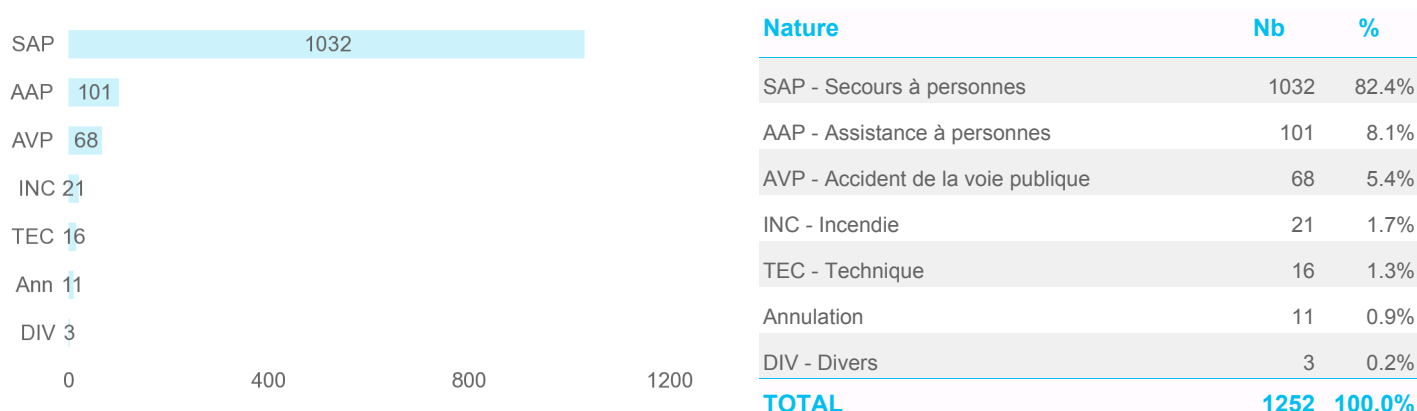 SAP 1032
AAP 101
AVP 68
INC 21
TEC 16
Ann 11
DIV 3
0 400 800 1200
Nature Nb %
SAP - Secours à personnes 1032 82.4%
AAP - Assistance à personnes 101 8.1%
AVP - Accident de la voie publique 68 5.4%
INC - Incendie 21 1.7%
TEC - Technique 16 1.3%
Annulation 11 0.9%
DIV - Divers 3 0.2%
TOTAL 1252 100.0%